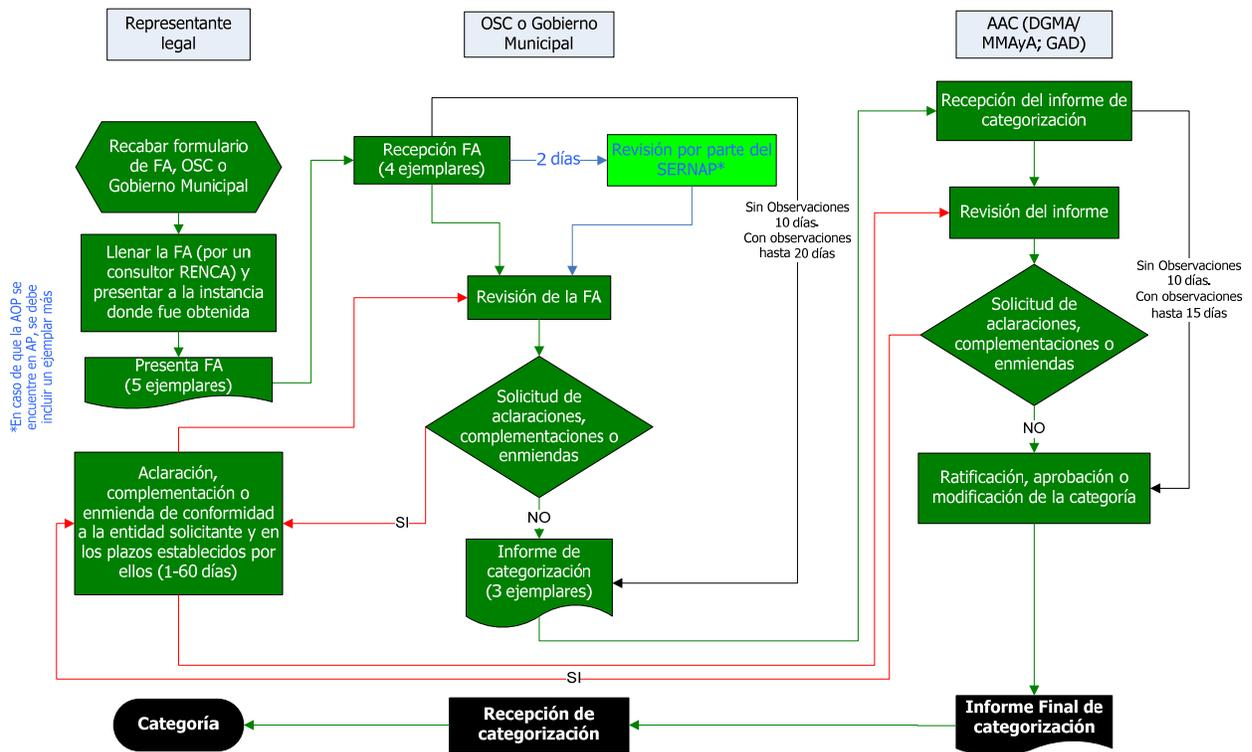 Representante
legal
OSC o Gobierno
Municipal
AAC (DGMA/
MMAyA; GAD)
Recabar formulario
de FA, OSC o
Gobierno Municipal
Llenar la FA (por un
consultor RENCA) y
presentar a la instancia
donde fue obtenida
Presenta FA
(5 ejemplares)
*En caso de que la AOP se
encuentre en AP, se debe
incluir un ejemplar más
Aclaración,
complementación o
enmienda de conformidad
a la entidad solicitante y en
los plazos establecidos por
ellos (1-60 días)
Recepción FA
(4 ejemplares)
2 días
Revisión por parte del
SERNAP*
Sin Observaciones
10 días.
Con observaciones
hasta 20 días
Revisión de la FA
Solicitud de
aclaraciones,
complementaciones o
enmiendas
SI
NO
Informe de
categorización
(3 ejemplares)
Recepción del informe de
categorización
Revisión del informe
Sin Observaciones
10 días.
Con observaciones
hasta 15 días
Solicitud de
aclaraciones,
complementaciones o
enmiendas
NO
Ratificación, aprobación o
modificación de la categoría
SI
Informe Final de
categorización
Recepción de
categorización
Categoría